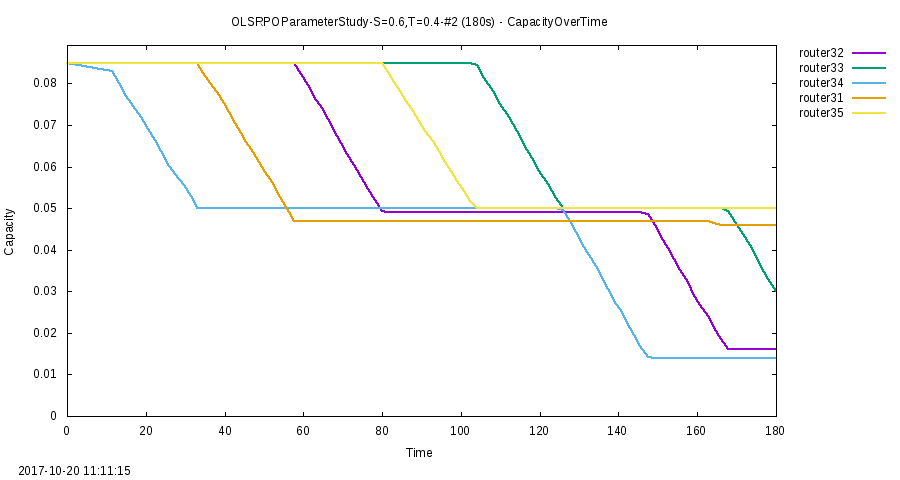 OLSRPOParameterStudy-S=0.6,T=0.4-#2 (180s) - CapacityOverTime
router32
router33
router34
router31
router35
0.08
0.07
0.06
0.05
0.04
0.03
0.02
0.01
0
Capacity
0 20 40 60 80 100 120 140 160 180
Time
2017-10-20 11:11:15